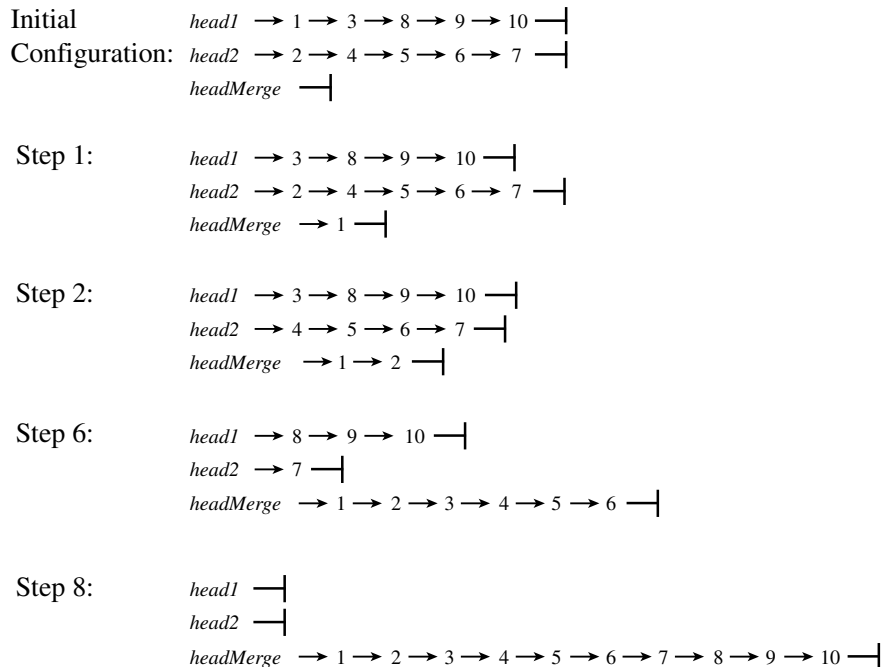 Initial
Configuration:
head1 → 1 → 3 → 8 → 9 → 10
head2 → 2 → 4 → 5 → 6 → 7
headMerge
Step 1:
head1 → 3 → 8 → 9 → 10
head2 → 2 → 4 → 5 → 6 → 7
headMerge → 1
Step 2:
head1 → 3 → 8 → 9 → 10
head2 → 4 → 5 → 6 → 7
headMerge → 1 → 2
Step 6:
head1 → 8 → 9 → 10
head2 → 7
headMerge → 1 → 2 → 3 → 4 → 5 → 6
Step 8:
head1
head2
headMerge → 1 → 2 → 3 → 4 → 5 → 6 → 7 → 8 → 9 → 10